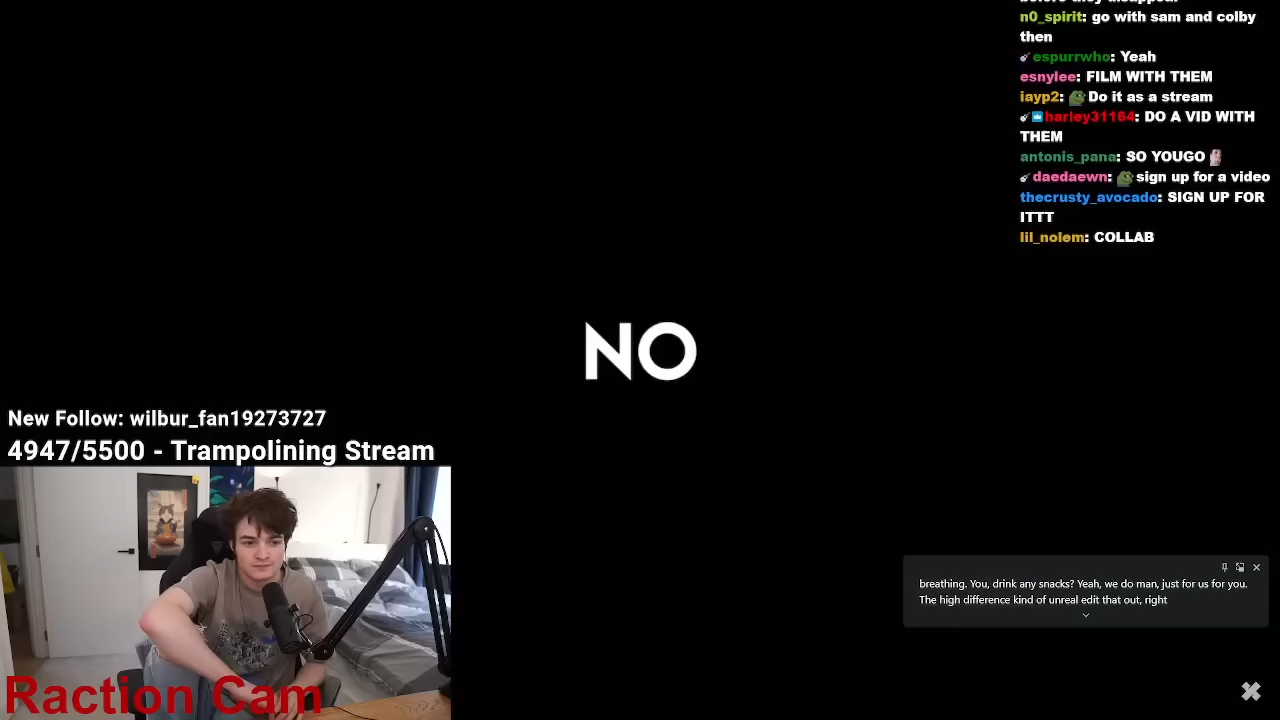 n0_spirit: go with sam and colby
then
espurrwho: Yeah
esnylee: FILM WITH THEM
iayp2: Do it as a stream
harley31164: DO A VID WITH
THEM
antonis_pana: SO YOUGO
daedaewn: sign up for a video
thecrusty_avocado: SIGN UP FOR
ITTT
lil_nolem: COLLAB
NO
New Follow: wilbur_fan19273727
4947/5500 - Trampolining Stream
breathing. You, drink any snacks? Yeah, we do man, just for us for you.
The high difference kind of unreal edit that out, right
Raction Cam